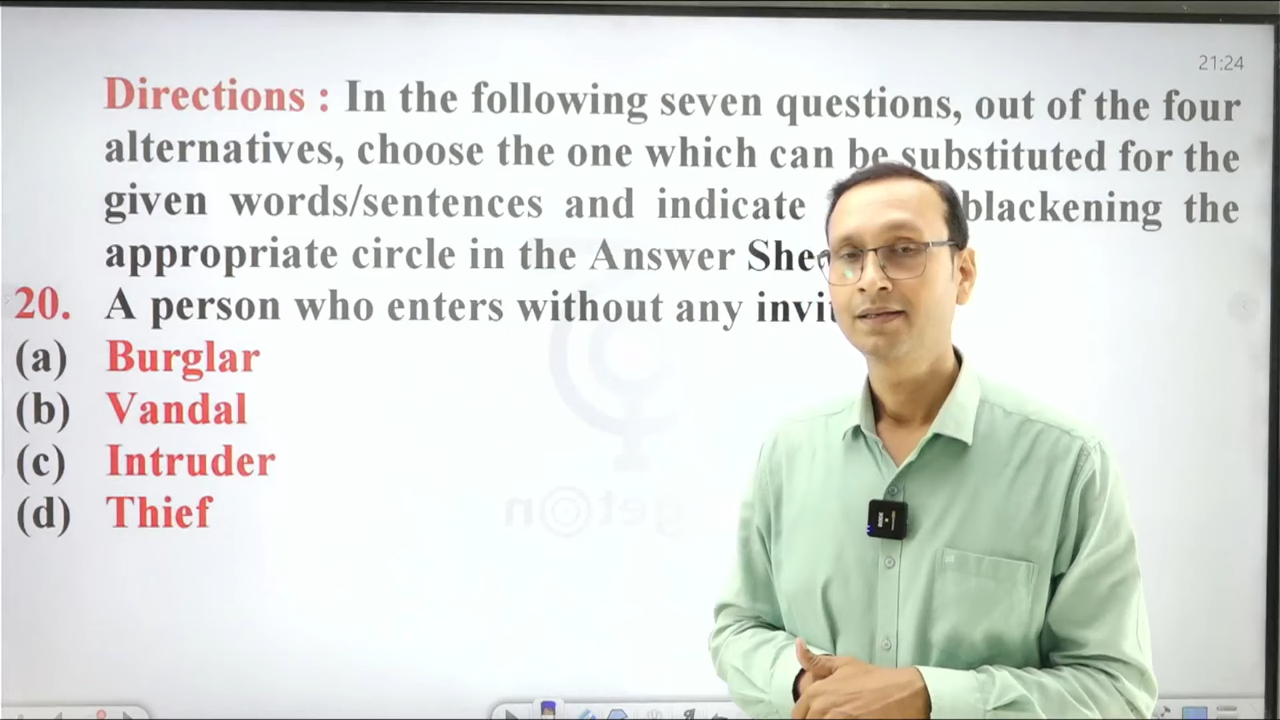 21:24
Directions : In the following seven questions, out of the four
alternatives, choose the one which can be substituted for the
given words/sentences and indicate blackening the
appropriate circle in the Answer
20. A person who enters without any
(a) Burglar
(b) Vandal
(c) Intruder
(d) Thief